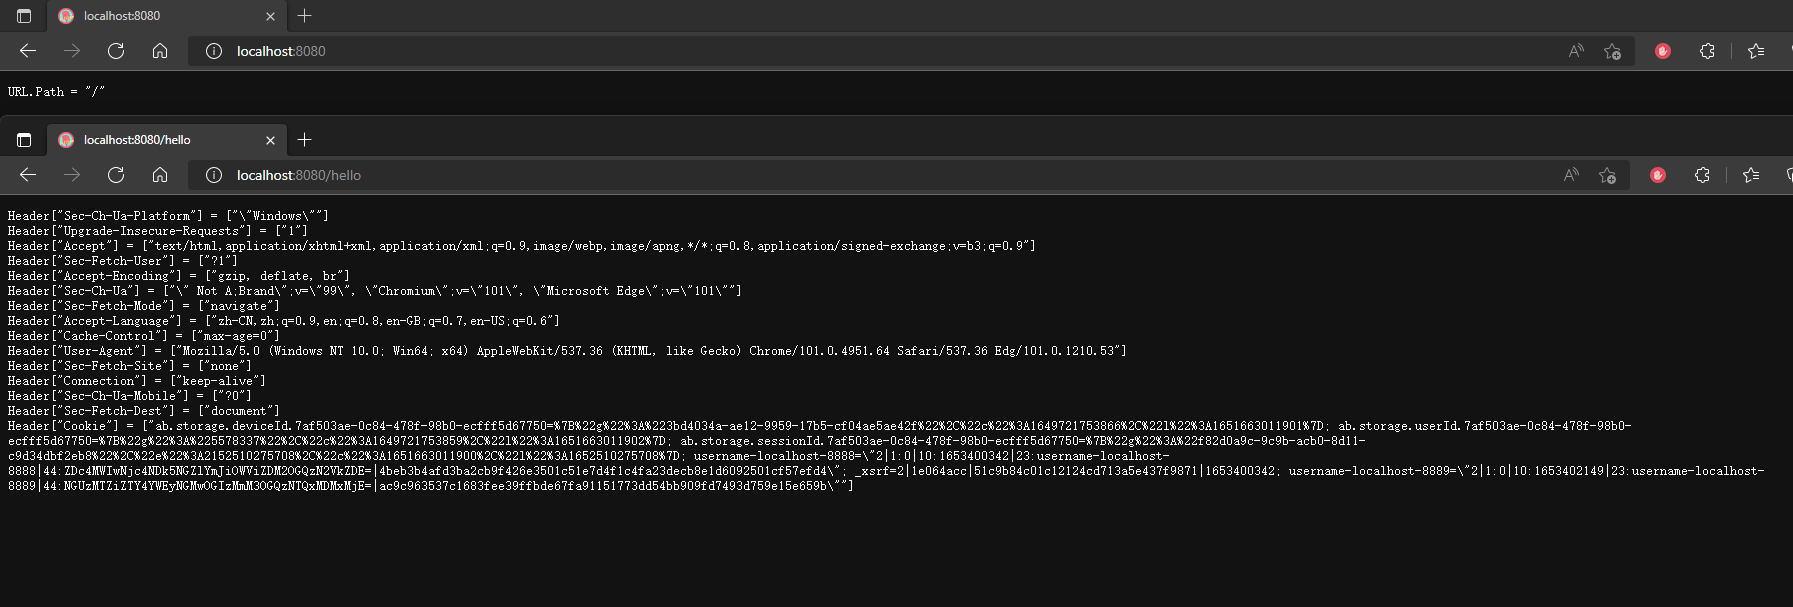 localhost:8080
localhost:8080
URL.Path = "/"
localhost:8080/hello
localhost:8080/hello
Header["Sec-Ch-Ua-Platform"] = ["\"Windows\""]
Header["Upgrade-Insecure-Requests"] = ["1"]
Header["Accept"] = ["text/html,application/xhtml+xml,application/xml;q=0.9,image/webp,image/apng,*/*;q=0.8,application/signed-exchange;v=b3;q=0.9"]
Header["Sec-Fetch-User"] = ["?1"]
Header["Accept-Encoding"] = ["gzip, deflate, br"]
Header["Sec-Ch-Ua"] = ["\" Not A;Brand\";v=\"99\", \"Chromium\";v=\"101\", \"Microsoft Edge\";v=\"101\""]
Header["Sec-Fetch-Mode"] = ["navigate"]
Header["Accept-Language"] = ["zh-CN,zh;q=0.9,en;q=0.8,en-GB;q=0.7,en-US;q=0.6"]
Header["Cache-Control"] = ["max-age=0"]
Header["User-Agent"] = ["Mozilla/5.0 (Windows NT 10.0; Win64; x64) AppleWebKit/537.36 (KHTML, like Gecko) Chrome/101.0.4951.64 Safari/537.36 Edg/101.0.1210.53"]
Header["Sec-Fetch-Site"] = ["none"]
Header["Connection"] = ["keep-alive"]
Header["Sec-Ch-Ua-Mobile"] = ["?0"]
Header["Sec-Fetch-Dest"] = ["document"]
Header["Cookie"] = ["ab.storage.deviceId.7af503ae-0c84-478f-98b0-ecfff5d67750=%7B%22g%22%3A%223bd4034a-ae12-9959-17b5-cf04ae5ae42f%22%2C%22c%22%3A1649721753866%2C%22l%22%3A1651663011901%7D; ab.storage.userId.7af503ae-0c84-478f-98b0-
ecfff5d67750=%7B%22g%22%3A%225578337%22%2C%22c%22%3A1649721753859%2C%22l%22%3A1651663011902%7D; ab.storage.sessionId.7af503ae-0c84-478f-98b0-ecfff5d67750=%7B%22g%22%3A%22f82d0a9c-9c9b-acb0-8d11-
c9d34dbf2eb8%22%2C%22e%22%3A1652510275708%2C%22c%22%3A1651663011900%2C%22l%22%3A1652510275708%7D; username-localhost-8888=\"2|1:0|10:1653400342|23:username-localhost-
8888|44:ZDc4MWIwNjc4NDk5NGZlYmJiOWViZDM2OGQzN2VkZDE=|4beb3b4afd3ba2cb9f426e3501c51e7d4f1c4fa23decb8e1d6092501cf57efd4\"; _xsrf=2|1e064acc|51c9b84c01c12124cd713a5e437f9871|1653400342; username-localhost-8889=\"2|1:0|10:1653402149|23:username-localhost-
8889|44:NGUzMTZiZTY4YWEyNGMwOGIzMmM3OGQzNTQxMDMxMjE=|ac9c963537c1683fee39ffbde67fa91151773dd54bb909fd7493d759e15e659b\""]